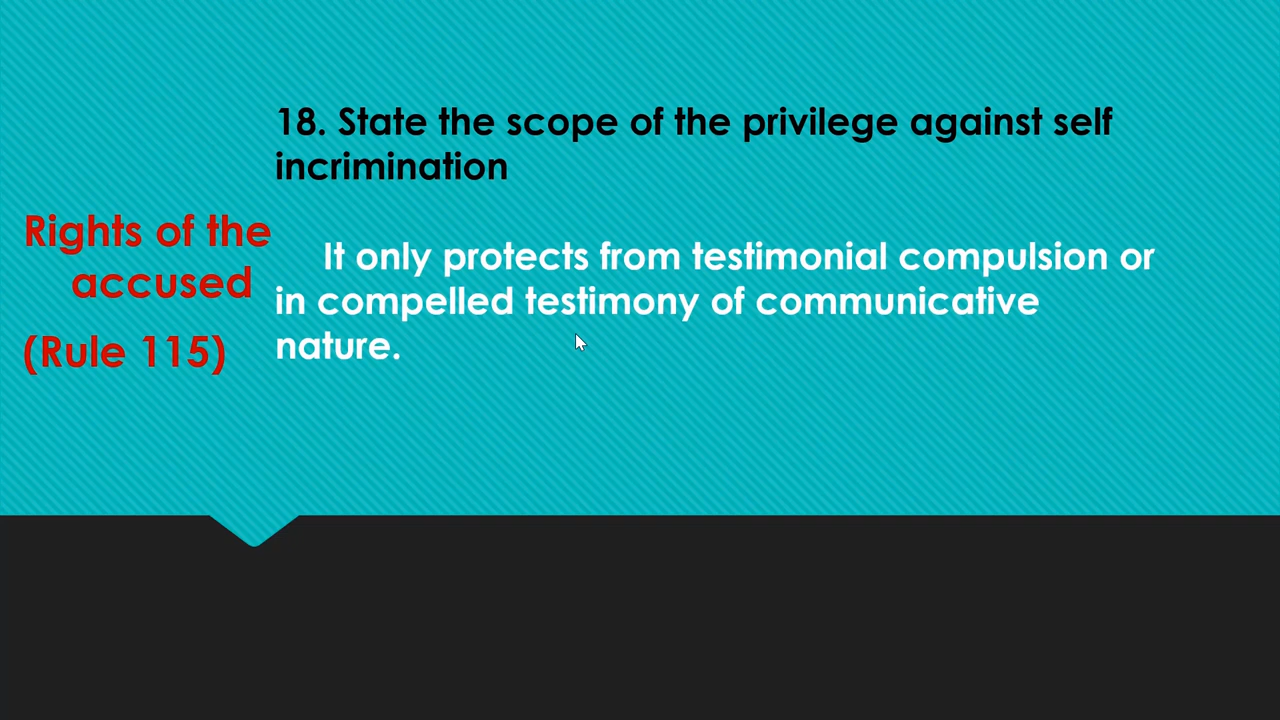 18. State the scope of the privilege against self
incrimination
Rights of the
accused
(Rule 115)
It only protects from testimonial compulsion or
in compelled testimony of communicative
nature.